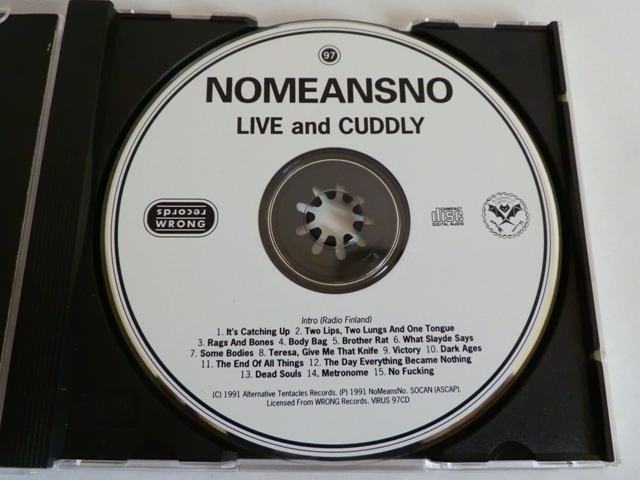 97
NOMEANSNO
LIVE and CUDDLY
records
WRONG
COMPACT
disc
DIGITAL AUDIO
Intro (Radio Finland)
1. It's Catching Up 2. Two Lips, Two Lungs And One Tongue
3. Rags And Bones 4. Body Bag 5. Brother Rat 6. What Slayde Says
7. Some Bodies 8. Teresa, Give Me That Knife 9. Victory 10. Dark Ages
11. The End Of All Things 12. The Day Everything Became Nothing
13. Dead Souls 14. Metronome 15. No Fucking
(C) 1991 Alternative Tentacles Records. (P) 1991 NoMeansNo. SOCAN (ASCAP).
Licensed From WRONG Records. VIRUS 97CD